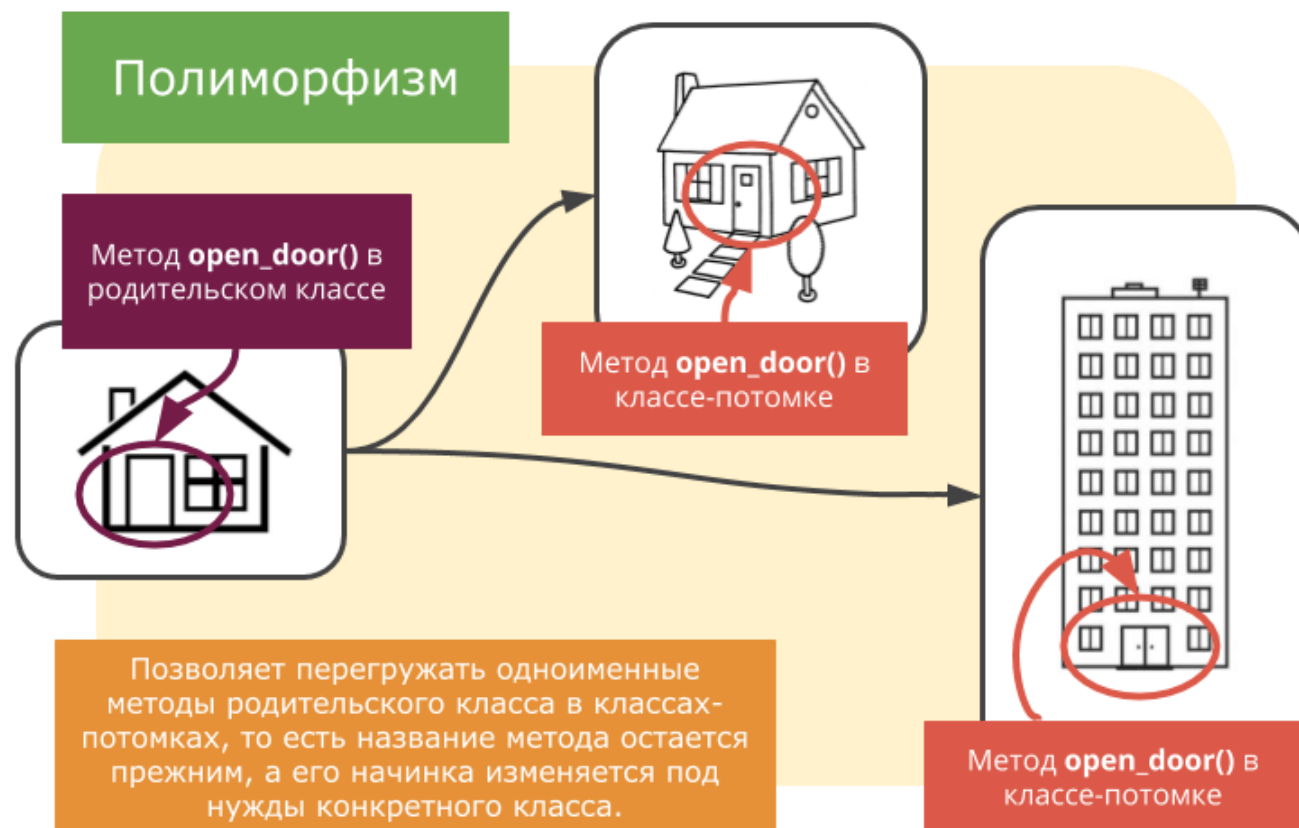 Полиморфизм
Метод open_door() в
родительском классе
Метод open_door() в
классе-потомке
Позволяет перегружать одноименные
методы родительского класса в классах-
потомках, то есть название метода остается
прежним, а его начинка изменяется под
нужды конкретного класса.
Метод open_door() в
классе-потомке